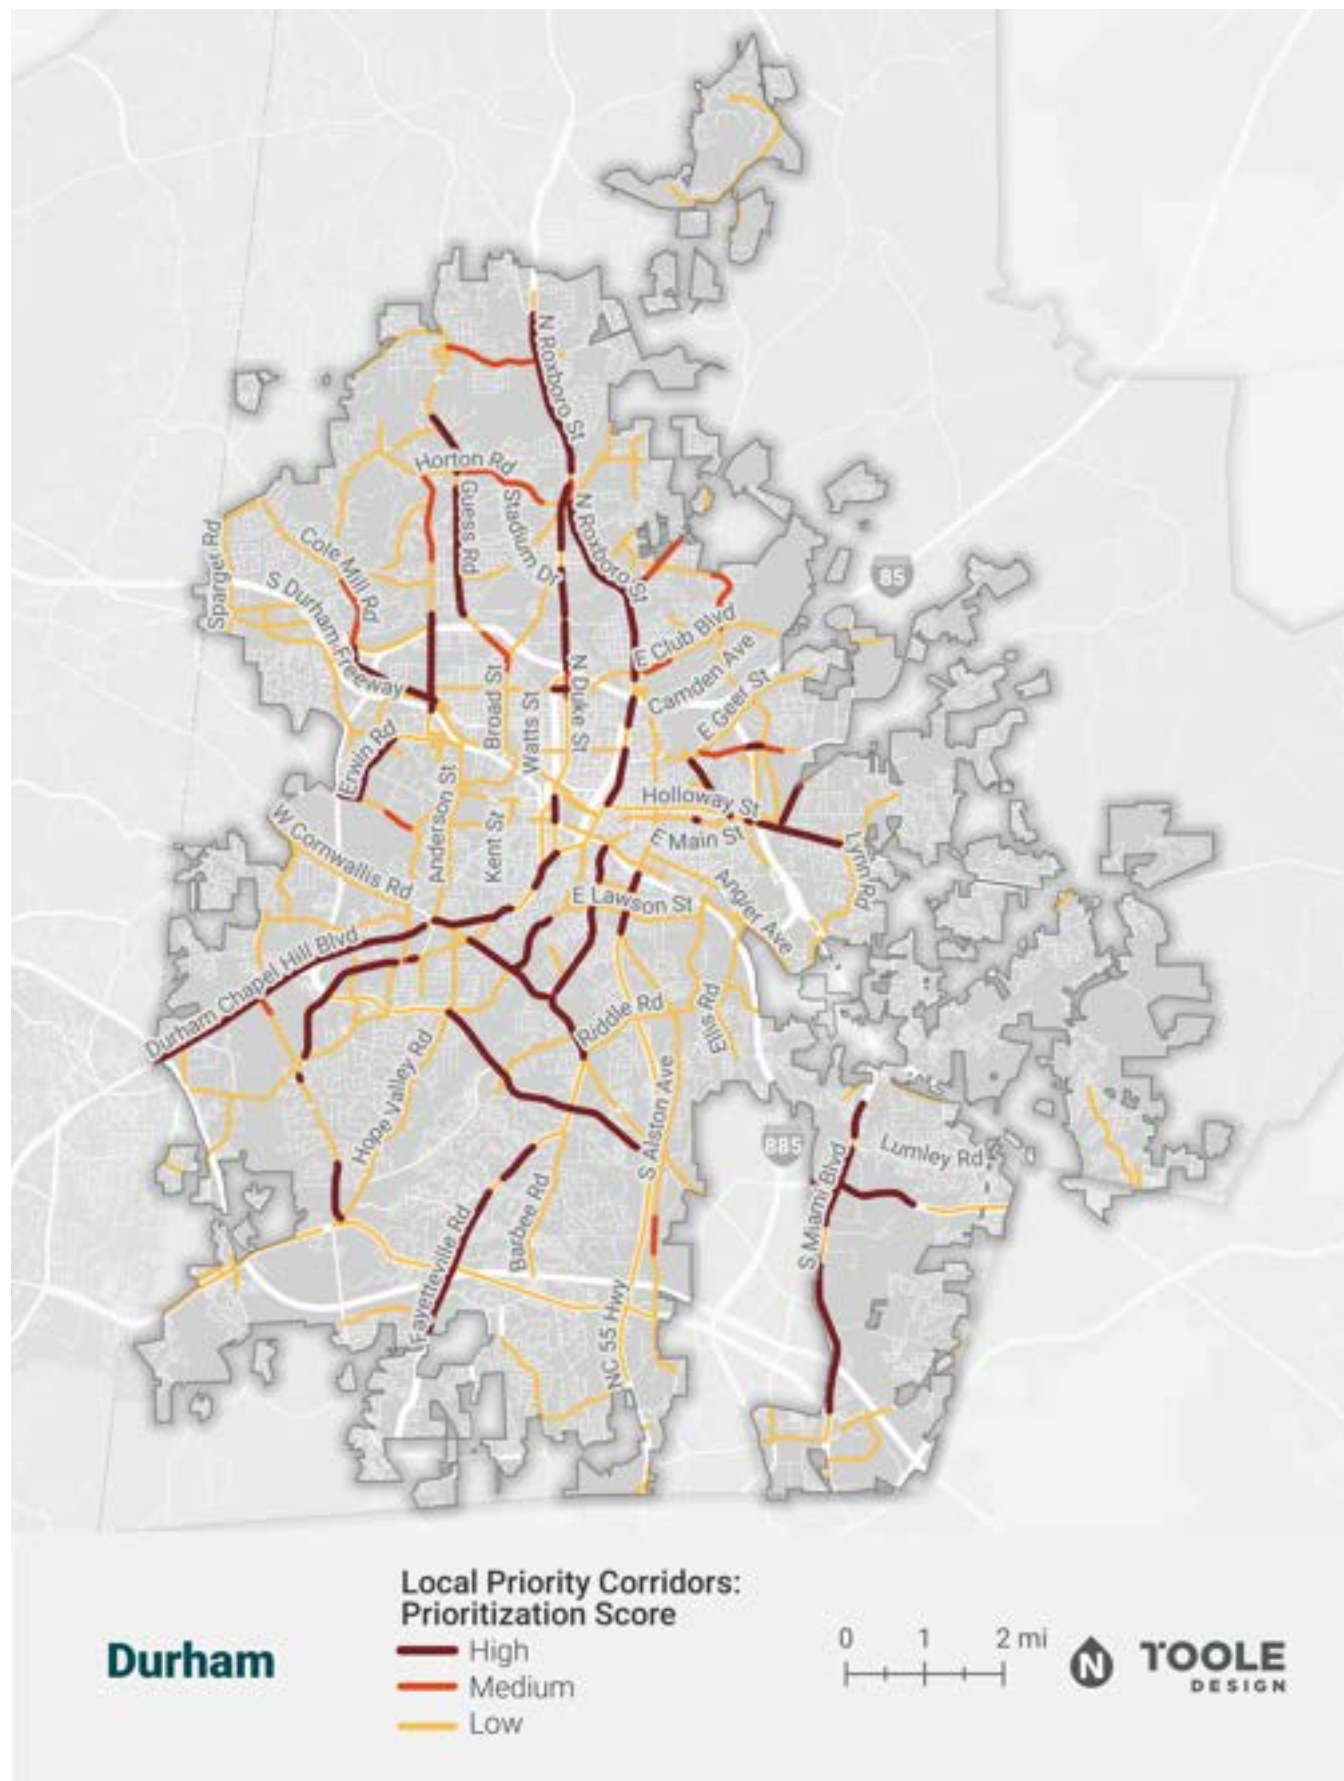 N Roxboro St
Horton Rd
Guess Rd
Stadium Dr
N Roxboro St
Cole Mill Rd
Sparger Rd
S Durham Freeway
85
E Club Blvd
Camden Ave
E Geer St
N Duke St
Broad St
Watts St
Erwin Rd
Anderson St
Kent St
Holloway St
E Main St
Lynn Rd
W Cornwallis Rd
Angier Ave
E Lawson St
Durham Chapel Hill Blvd
Riddle Rd
Ellis Rd
Hope Valley Rd
S Alston Ave
885
Lumley Rd
S Miami Blvd
Barbee Rd
Fayetteville Rd
NC 55 Hwy
Local Priority Corridors:
Prioritization Score
High
Medium
Low
Durham
0 1 2 mi
N
TOOLE
DESIGN